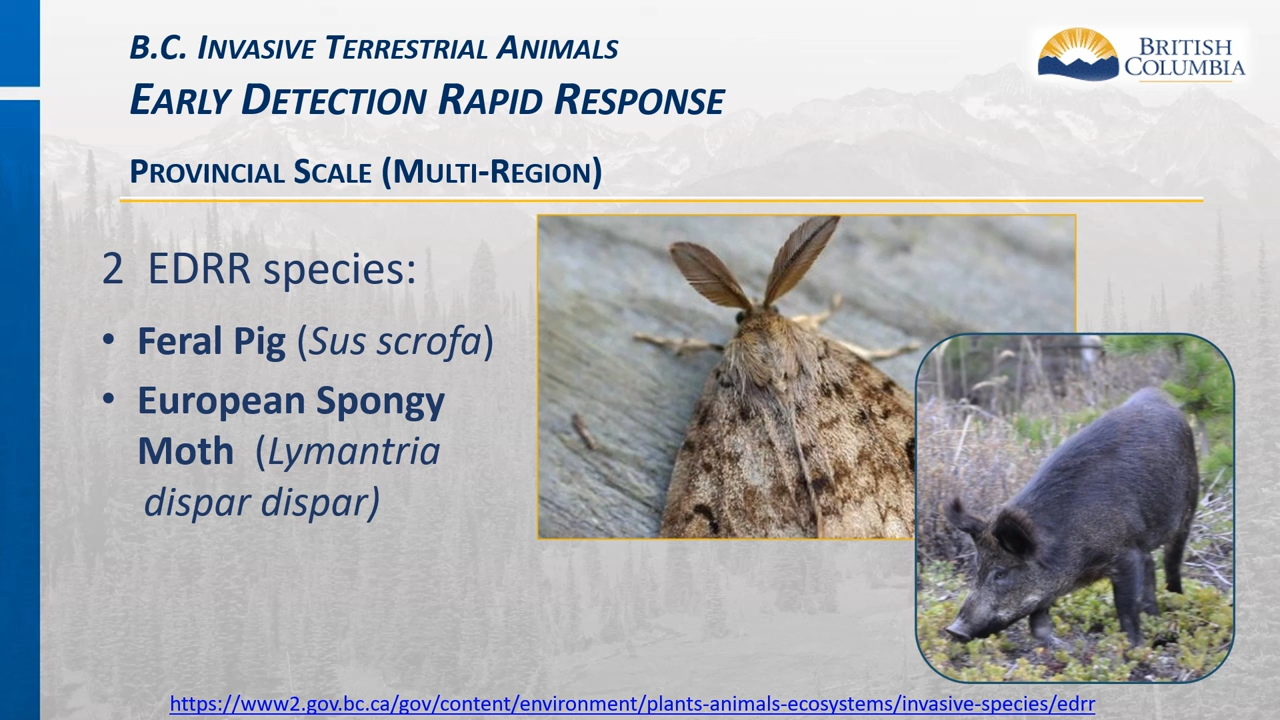 B.C. Invasive Terrestrial Animals
Early Detection Rapid Response
Provincial Scale (Multi-Region)
British
Columbia
2 EDRR species:
• Feral Pig (Sus scrofa)
• European Spongy
Moth (Lymantria
dispar dispar)
https://www2.gov.bc.ca/gov/content/environment/plants-animals-ecosystems/invasive-species/edrr